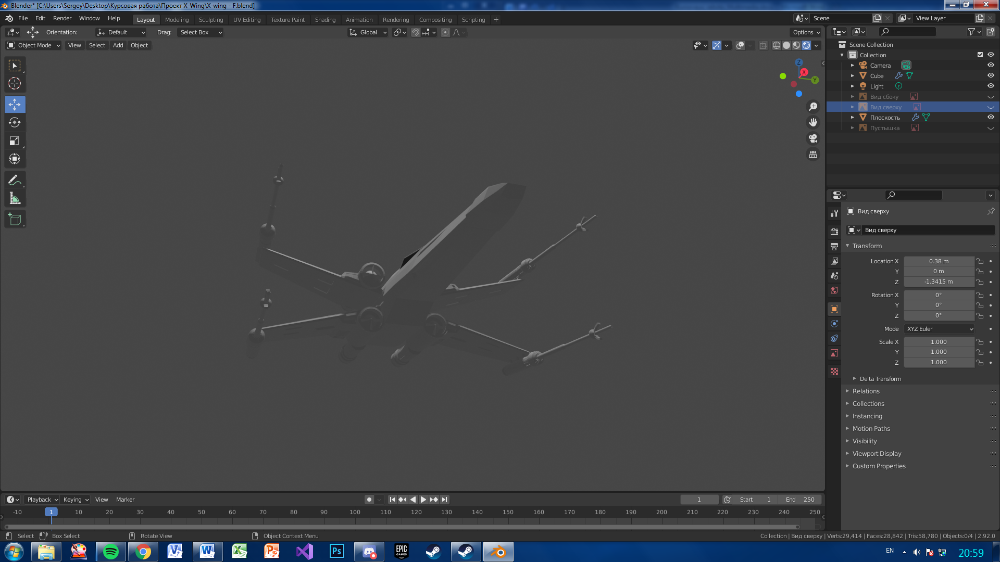 Blender* [C:\Users\Sergey\Desktop\Курсовая работа\Проект X-Wing\X-wing - F.blend]
File Edit Render Window Help Layout Modeling Sculpting UV Editing Texture Paint Shading Animation Rendering Compositing Scripting + Scene View Layer
Orientation: Default Drag: Select Box Global Options
Object Mode View Select Add Object
Scene Collection
Collection
Camera
Cube
Light
Вид сбоку
Вид сверху
Плоскость
Пустышка
Z
X
Y
Вид сверху
Вид сверху
Transform
Location X 0.38 m
Y 0 m
Z -1.3415 m
Rotation X 0°
Y 0°
Z 0°
Mode XYZ Euler
Scale X 1.000
Y 1.000
Z 1.000
Delta Transform
Relations
Collections
Instancing
Motion Paths
Visibility
Viewport Display
Custom Properties
Playback Keying View Marker 1 Start 1 End 250
-10 1 10 20 30 40 50 60 70 80 90 100 110 120 130 140 150 160 170 180 190 200 210 220 230 240 250
Select Box Select Rotate View Object Context Menu Collection | Вид сверху | Verts:29,414 | Faces:28,842 | Tris:58,780 | Objects:0/4 | 2.92.0
Ps EPIC GAMES EN 20:59